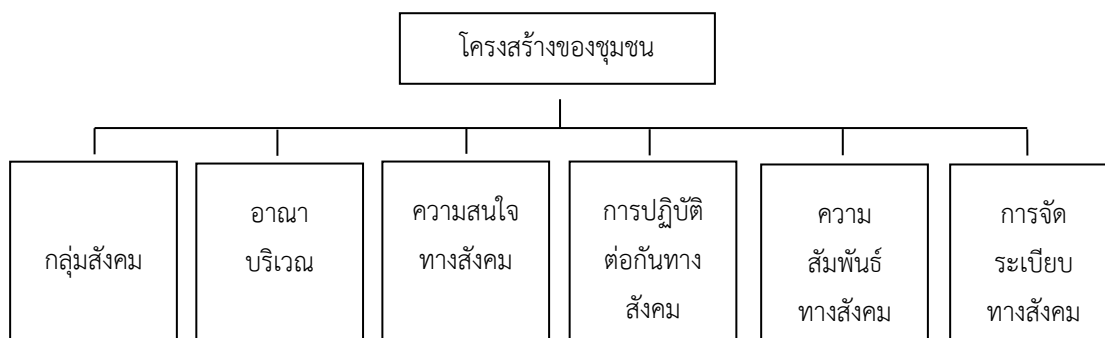 โครงสร้างของชุมชน
กลุ่มสังคม
อาณา
บริเวณ
ความสนใจ
ทางสังคม
การปฏิบัติ
ต่อกันทาง
สังคม
ความ
สัมพันธ์
ทางสังคม
การจัด
ระเบียบ
ทางสังคม